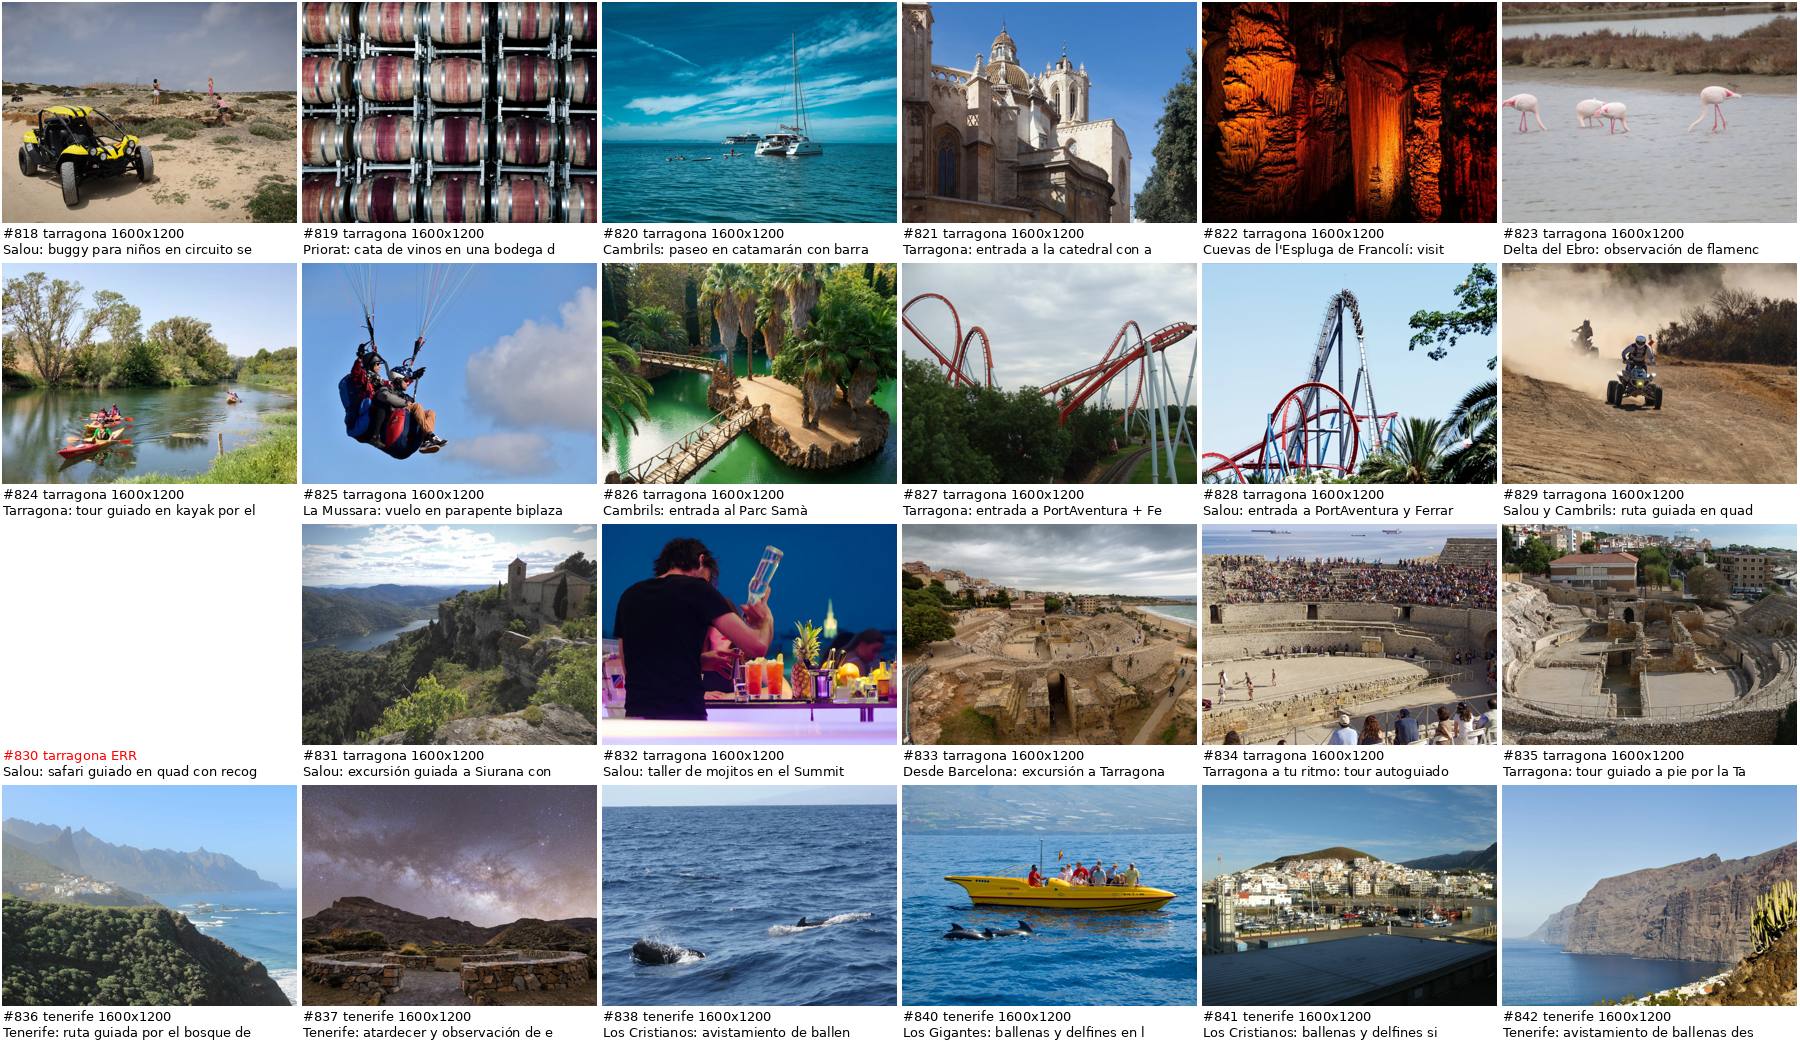 #818 tarragona 1600x1200
Salou: buggy para niños en circuito se
#819 tarragona 1600x1200
Priorat: cata de vinos en una bodega d
#820 tarragona 1600x1200
Cambrils: paseo en catamarán con barra
#821 tarragona 1600x1200
Tarragona: entrada a la catedral con a
#822 tarragona 1600x1200
Cuevas de l'Espluga de Francolí: visit
#823 tarragona 1600x1200
Delta del Ebro: observación de flamenc
#824 tarragona 1600x1200
Tarragona: tour guiado en kayak por el
#825 tarragona 1600x1200
La Mussara: vuelo en parapente biplaza
#826 tarragona 1600x1200
Cambrils: entrada al Parc Samà
#827 tarragona 1600x1200
Tarragona: entrada a PortAventura + Fe
#828 tarragona 1600x1200
Salou: entrada a PortAventura y Ferrar
#829 tarragona 1600x1200
Salou y Cambrils: ruta guiada en quad
#830 tarragona ERR
Salou: safari guiado en quad con recog
#831 tarragona 1600x1200
Salou: excursión guiada a Siurana con
#832 tarragona 1600x1200
Salou: taller de mojitos en el Summit
#833 tarragona 1600x1200
Desde Barcelona: excursión a Tarragona
#834 tarragona 1600x1200
Tarragona a tu ritmo: tour autoguiado
#835 tarragona 1600x1200
Tarragona: tour guiado a pie por la Ta
#836 tenerife 1600x1200
Tenerife: ruta guiada por el bosque de
#837 tenerife 1600x1200
Tenerife: atardecer y observación de e
#838 tenerife 1600x1200
Los Cristianos: avistamiento de ballen
#840 tenerife 1600x1200
Los Gigantes: ballenas y delfines en l
#841 tenerife 1600x1200
Los Cristianos: ballenas y delfines si
#842 tenerife 1600x1200
Tenerife: avistamiento de ballenas des